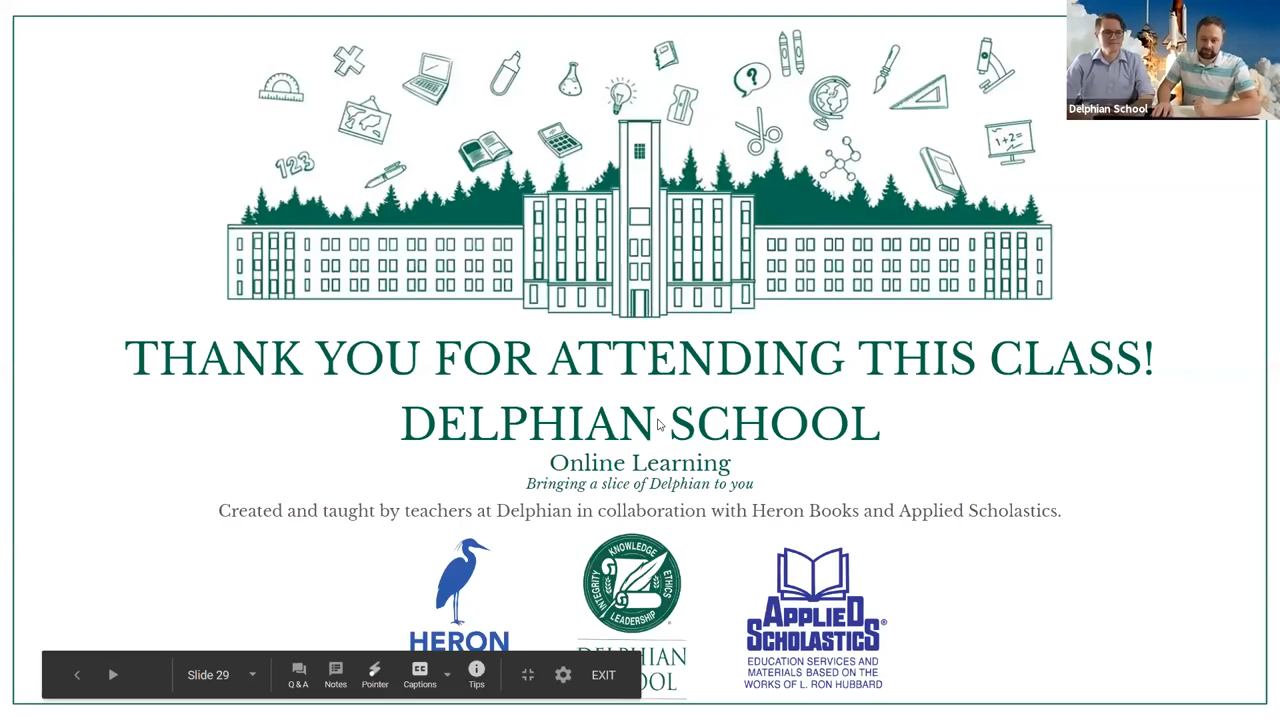 Delphian School
?
123
1+2=
THANK YOU FOR ATTENDING THIS CLASS!
DELPHIAN SCHOOL
Online Learning
Bringing a slice of Delphian to you
Created and taught by teachers at Delphian in collaboration with Heron Books and Applied Scholastics.
HERON
KNOWLEDGE
INTEGRITY
ETHICS
LEADERSHIP
APPLIED
SCHOLASTICS®
EDUCATION SERVICES AND
MATERIALS BASED ON THE
WORKS OF L. RON HUBBARD
Slide 29
Q & A
Notes
Pointer
Captions
Tips
EXIT